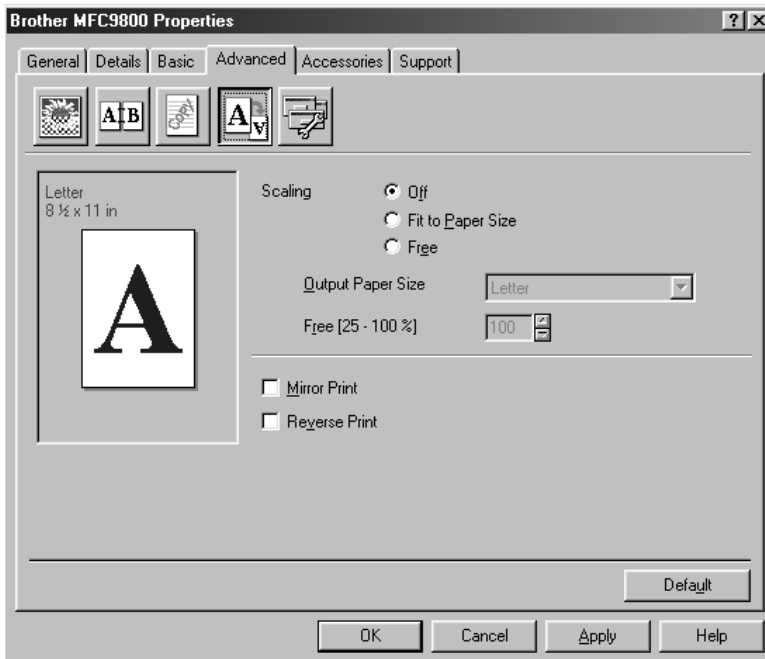 Brother MFC9800 Properties
? X
General Details Basic Advanced Accessories Support
A B COPY A A
Letter
8 ½ x 11 in
A
Scaling
Off
Fit to Paper Size
Free
Output Paper Size Letter
Free [25 - 100 %] 100
Mirror Print
Reverse Print
Default
OK Cancel Apply Help